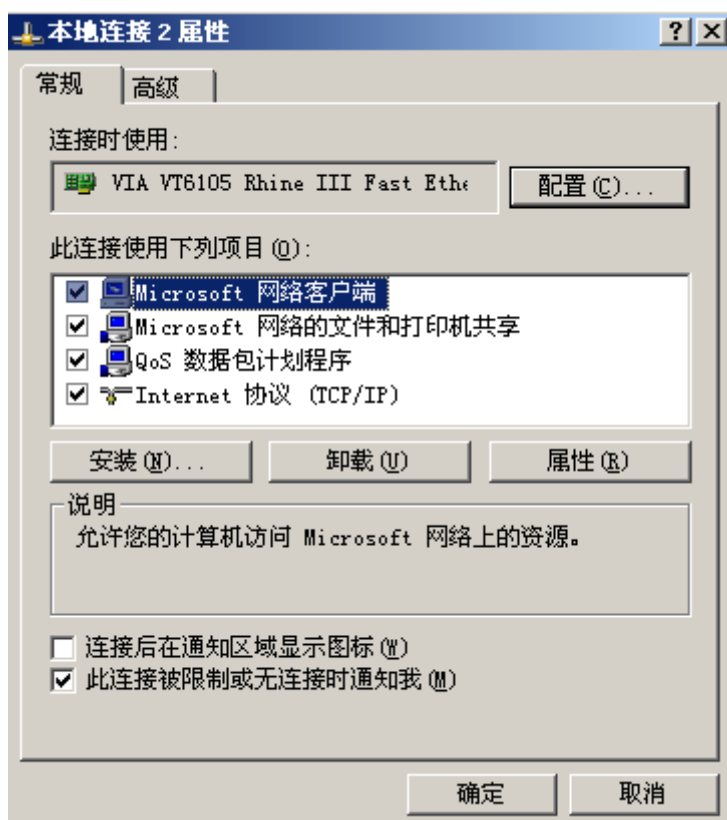 本地连接 2 属性
常规 高级
连接时使用:
VIA VT6105 Rhine III Fast 配置(C)...
此连接使用下列项目(O):
Microsoft 网络客户端
Microsoft 网络的文件和打印机共享
QoS 数据包计划程序
Internet 协议 (TCP/IP)
安装(N)... 卸载(U) 属性(R)
说明
允许您的计算机访问 Microsoft 网络上的资源。
连接后在通知区域显示图标(W)
此连接被限制或无连接时通知我(M)
确定 取消